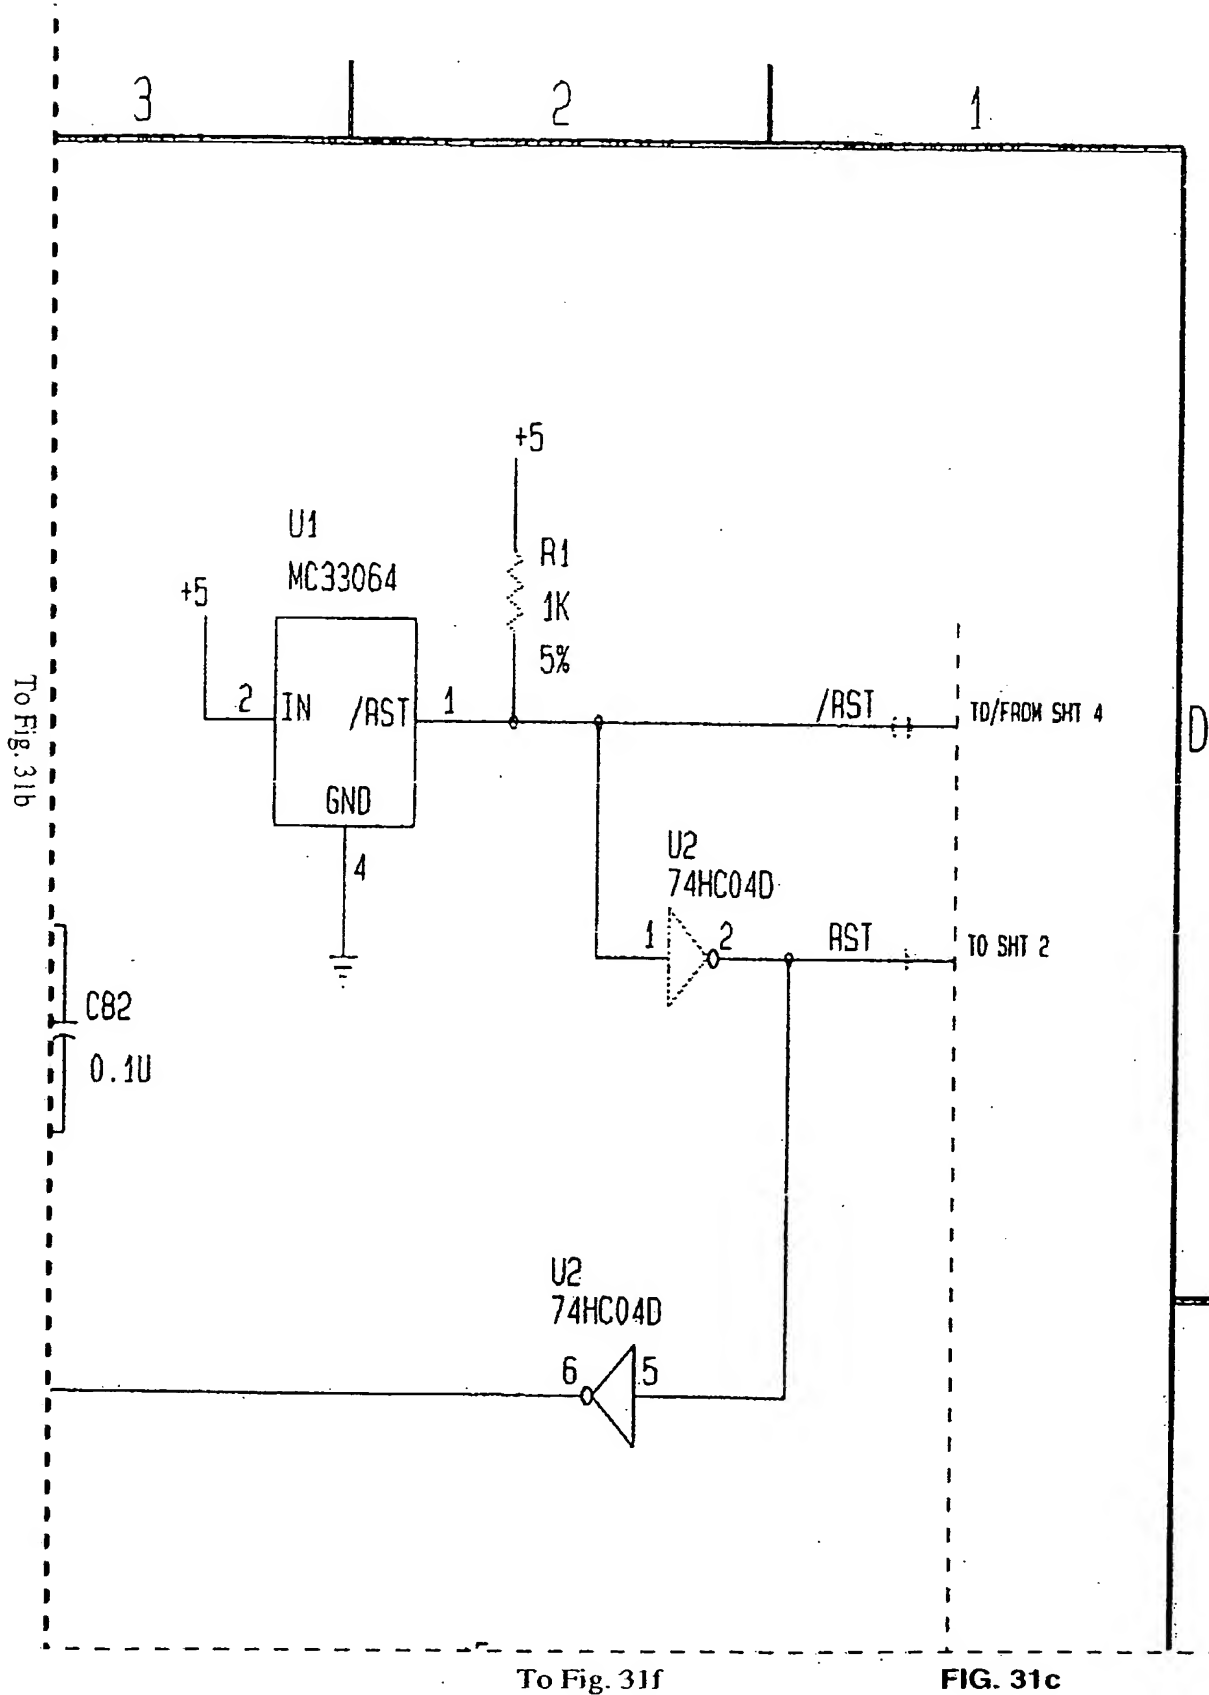 3
2
1
+5
U1
MC33064
R1
1K
5%
+5
2
IN
/RST
1
/RST
TO/FROM SHT 4
D
GND
4
To Fig. 31b
U2
74HC04D
1
2
RST
TO SHT 2
C82
0.1U
U2
74HC04D
6
5
To Fig. 31f
FIG. 31c